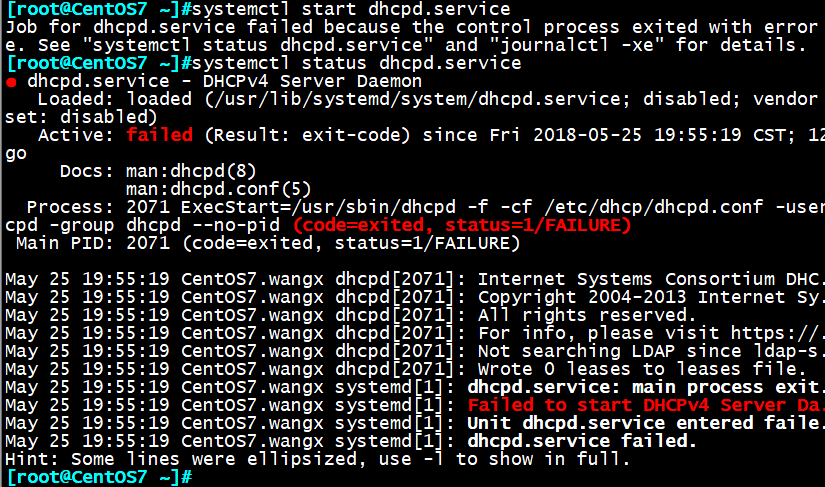 [root@CentOS7 ~]#systemctl start dhcpd.service
Job for dhcpd.service failed because the control process exited with error
e. See "systemctl status dhcpd.service" and "journalctl -xe" for details.
[root@CentOS7 ~]#systemctl status dhcpd.service
● dhcpd.service - DHCPv4 Server Daemon
   Loaded: loaded (/usr/lib/systemd/system/dhcpd.service; disabled; vendor
set: disabled)
   Active: failed (Result: exit-code) since Fri 2018-05-25 19:55:19 CST; 12
go
     Docs: man:dhcpd(8)
           man:dhcpd.conf(5)
  Process: 2071 ExecStart=/usr/sbin/dhcpd -f -cf /etc/dhcp/dhcpd.conf -user
cpd -group dhcpd --no-pid (code=exited, status=1/FAILURE)
 Main PID: 2071 (code=exited, status=1/FAILURE)

May 25 19:55:19 CentOS7.wangx dhcpd[2071]: Internet Systems Consortium DHC.
May 25 19:55:19 CentOS7.wangx dhcpd[2071]: Copyright 2004-2013 Internet Sy.
May 25 19:55:19 CentOS7.wangx dhcpd[2071]: All rights reserved.
May 25 19:55:19 CentOS7.wangx dhcpd[2071]: For info, please visit https://.
May 25 19:55:19 CentOS7.wangx dhcpd[2071]: Not searching LDAP since ldap-s.
May 25 19:55:19 CentOS7.wangx dhcpd[2071]: Wrote 0 leases to leases file.
May 25 19:55:19 CentOS7.wangx systemd[1]: dhcpd.service: main process exit.
May 25 19:55:19 CentOS7.wangx systemd[1]: Failed to start DHCPv4 Server Da.
May 25 19:55:19 CentOS7.wangx systemd[1]: Unit dhcpd.service entered faile.
May 25 19:55:19 CentOS7.wangx systemd[1]: dhcpd.service failed.
Hint: Some lines were ellipsized, use -l to show in full.
[root@CentOS7 ~]#